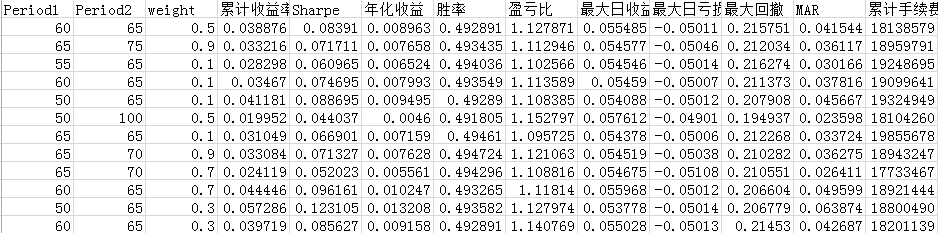 Period1 Period2 weight 累计收益率 Sharpe 年化收益 胜率 盈亏比 最大日收益 最大日亏损 最大回撤 MAR 累计手续费
60 65 0.5 0.038876 0.08391 0.008963 0.492891 1.127871 0.055485 -0.05011 0.215751 0.041544 18138579
65 75 0.9 0.033216 0.071711 0.007658 0.493435 1.112946 0.054577 -0.05046 0.212034 0.036117 18959791
55 65 0.1 0.028298 0.060965 0.006524 0.494036 1.102566 0.054546 -0.05014 0.216274 0.030166 19248695
60 65 0.1 0.03467 0.074695 0.007993 0.493549 1.113589 0.05459 -0.05007 0.211373 0.037816 19099641
50 65 0.1 0.041181 0.088695 0.009495 0.49289 1.108385 0.054088 -0.05012 0.207908 0.045667 19324949
50 100 0.5 0.019952 0.044037 0.0046 0.491805 1.152797 0.057612 -0.04901 0.194937 0.023598 18104260
65 65 0.1 0.031049 0.066901 0.007159 0.49461 1.095725 0.054378 -0.05006 0.212268 0.033724 19855678
65 70 0.9 0.033084 0.071327 0.007628 0.494724 1.121063 0.054519 -0.05038 0.210282 0.036275 18943247
65 70 0.7 0.024119 0.052023 0.005561 0.494296 1.108816 0.054675 -0.05108 0.210551 0.026411 17733467
60 65 0.7 0.044446 0.096161 0.010247 0.493265 1.11814 0.055968 -0.05012 0.206604 0.049599 18921444
50 65 0.3 0.057286 0.123105 0.013208 0.493582 1.127974 0.053778 -0.05014 0.206779 0.063874 18800490
60 65 0.3 0.039719 0.085627 0.009158 0.492891 1.140769 0.055028 -0.05013 0.21453 0.042687 18201139